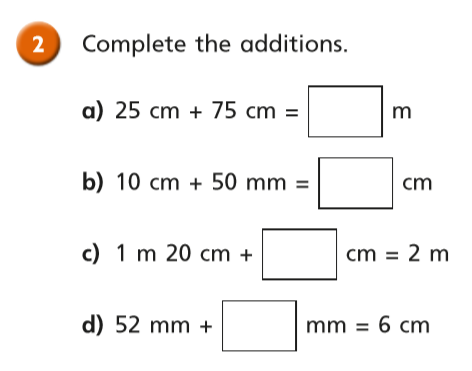 2 Complete the additions.
a) 25 cm + 75 cm = m
b) 10 cm + 50 mm = cm
c) 1 m 20 cm + cm = 2 m
d) 52 mm + mm = 6 cm